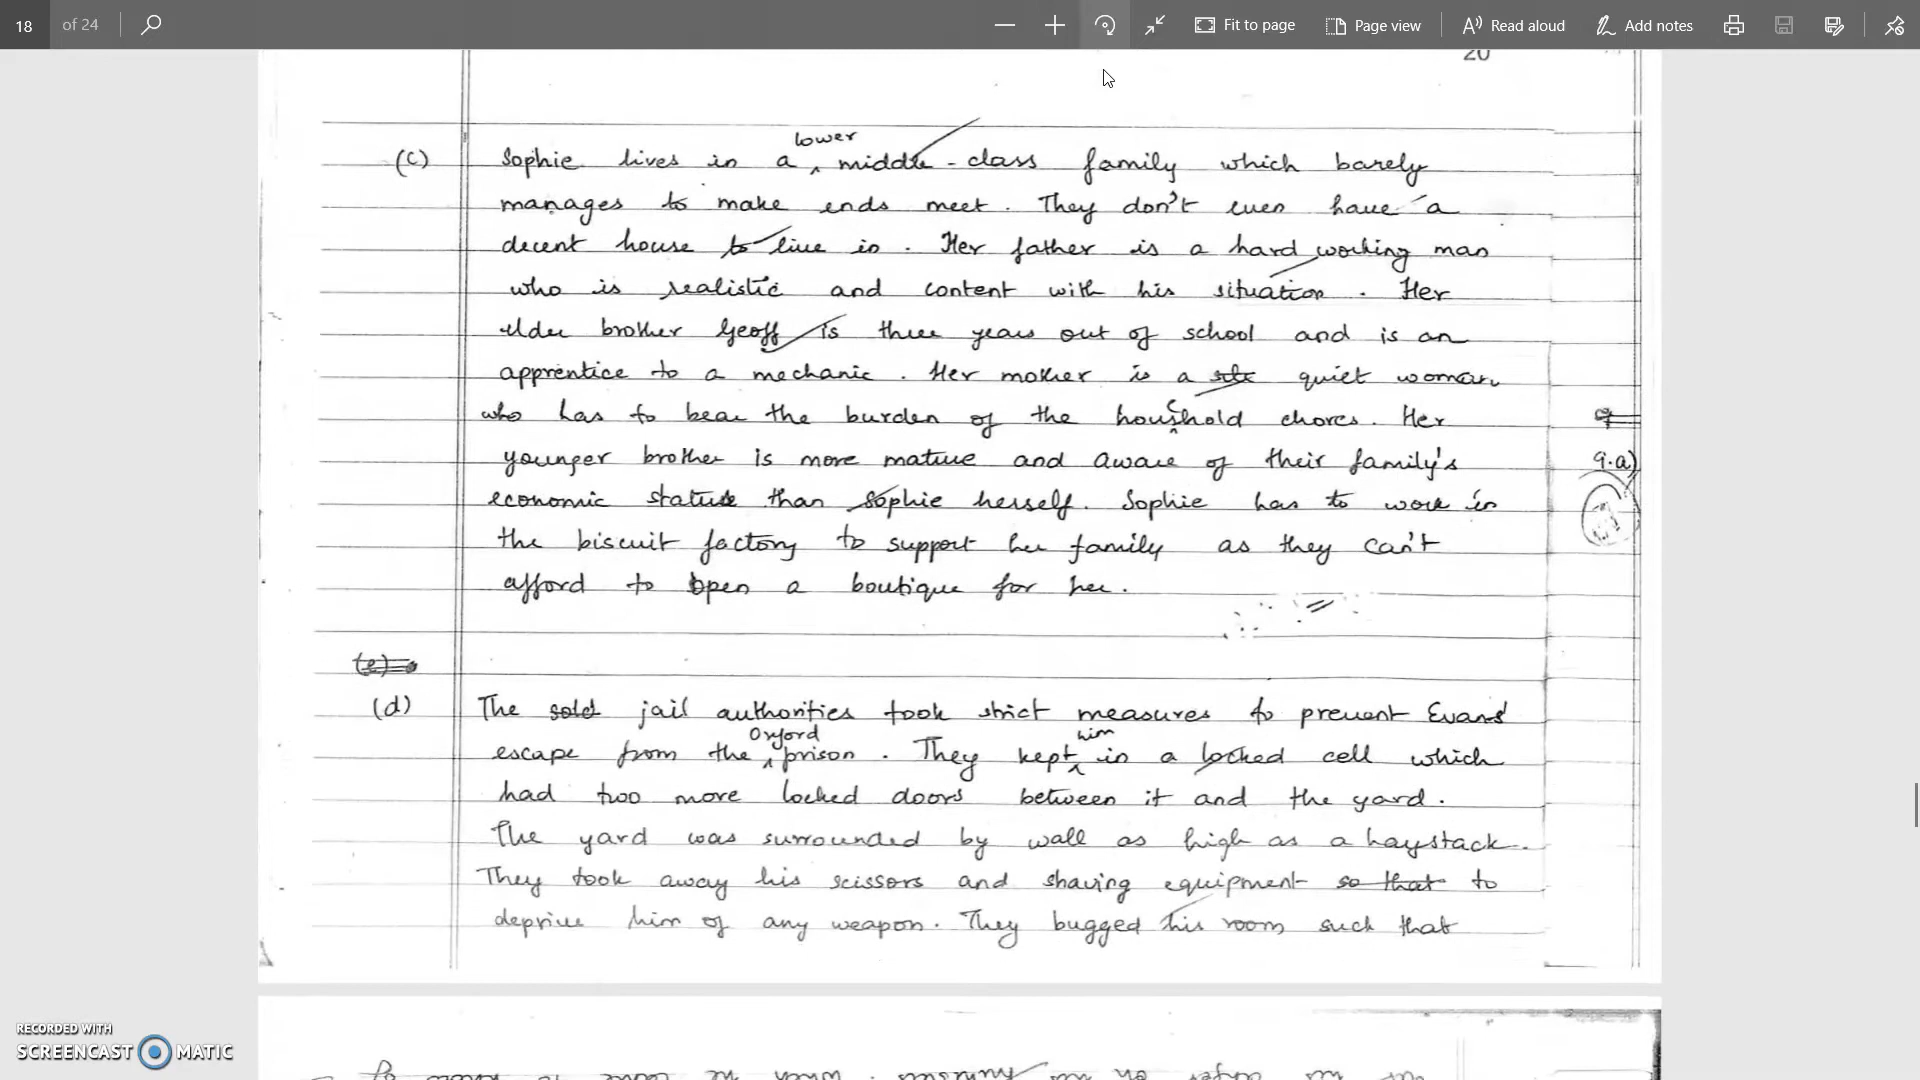 18 of 24 Fit to page Page view Read aloud Add notes
20
lower
(c) Sophie lives in a ‸ middle-class family which barely
manages to make ends meet. They don't even have a
decent house to live in. Her father is a hard working man
who is realistic and content with his situation. Her
elder brother Geoff is three years out of school and is an
apprentice to a mechanic. Her mother is a quiet woman
who has to bear the burden of the household chores. Her
younger brother is more mature and aware of their family's
9.a)
economic status than Sophie herself. Sophie has to work in
the biscuit factory to support her family as they can't
afford to open a boutique for her.
(e)
(d) The sold jail authorities took strict measures to prevent Evans'
Oxford him
escape from the ‸ prison. They kept ‸ in a locked cell which
had two more locked doors between it and the yard.
The yard was surrounded by wall as high as a haystack.
They took away his scissors and shaving equipment so that to
deprive him of any weapon. They bugged his room such that
RECORDED WITH
SCREENCAST MATIC